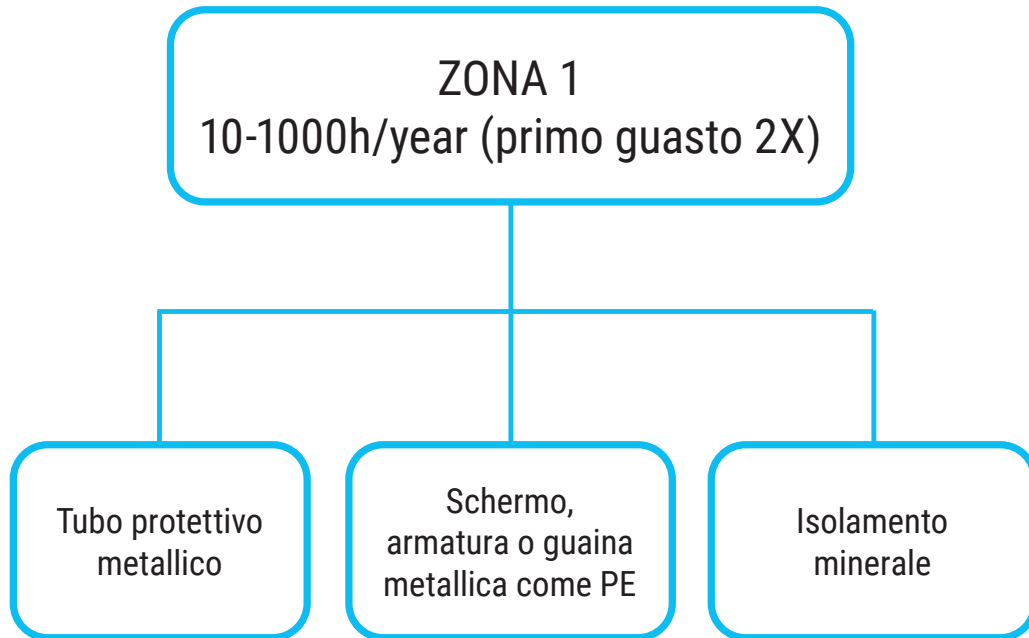 ZONA 1
10-1000h/year (primo guasto 2X)
Tubo protettivo
metallico
Schermo,
armatura o guaina
metallica come PE
Isolamento
minerale